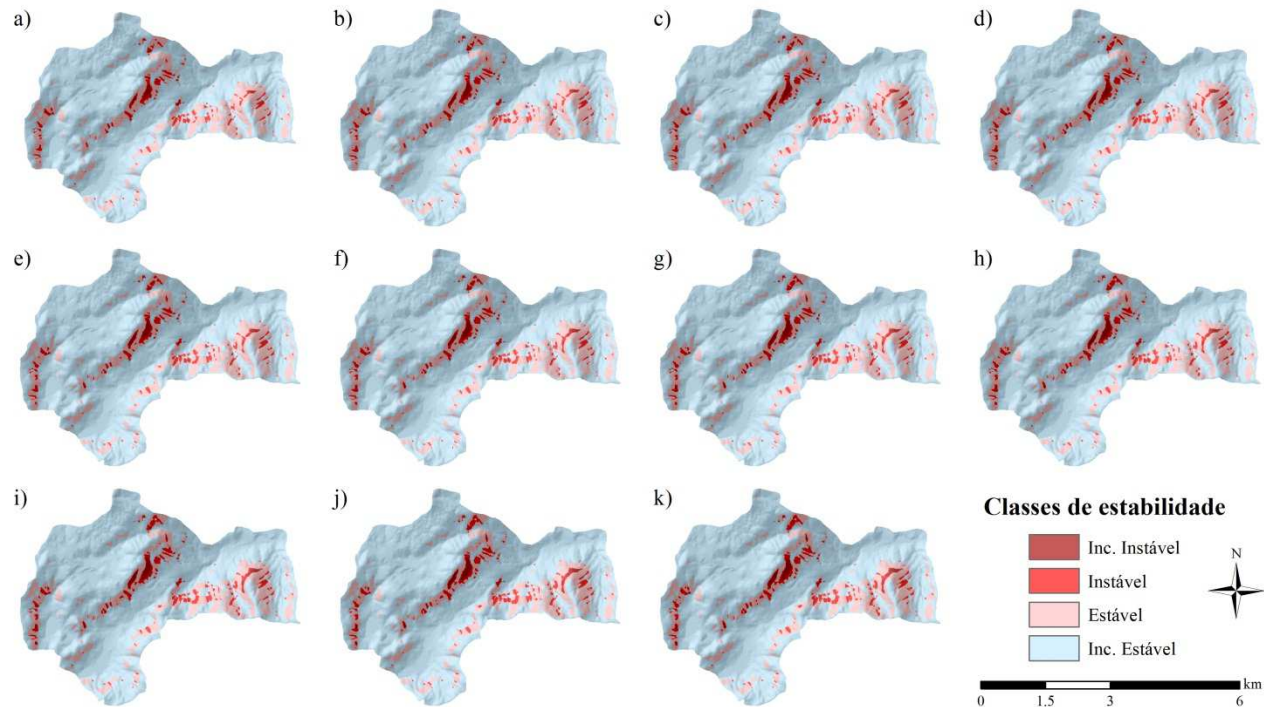 a)
b)
c)
d)
e)
f)
g)
h)
i)
j)
k)
Classes de estabilidade
Inc. Instável
Instável
Estável
Inc. Estável
N
km
0 1.5 3 6